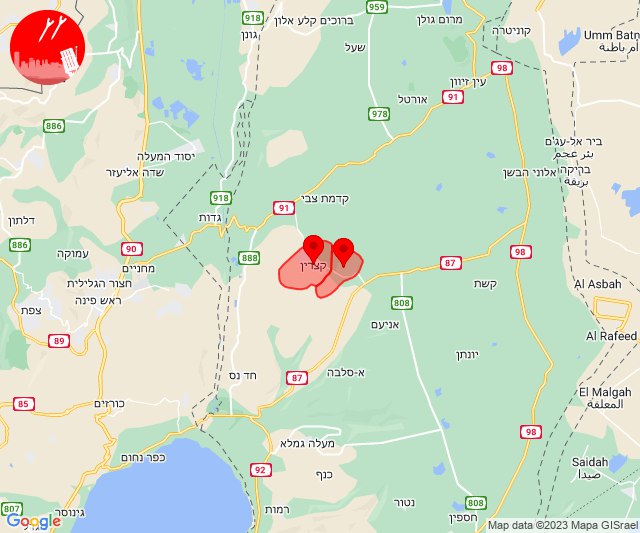 959
מרום גולן
קוניטרה
918
ברוכים קלע אלון
גונן
שעל
Umm Batn
أم باطنة
98
עין זיוון
91
אורטל
978
886
ביר אל-עג'ם
بئر عجم
יסוד המעלה
שדה אליעזר
בריקה
بريقة
אלוני הבשן
918
קדמת צבי
91
גדות
דלתון
886
90
98
עמוקה
888
87
מחניים
קצרין
חצור הגלילית
קשת
Al Asbah
ראש פינה
808
צפת
אניעם
Al Rafeed
89
יונתן
א-סלבה
חד נס
87
El Malgah
المعلقة
85
כורזים
98
מעלה גמלא
כפר נחום
92
כנף
Saidah
صيدا
807
רמות
נטור
808
גינוסר
חספין
Google
Map data ©2023 Mapa GISrael